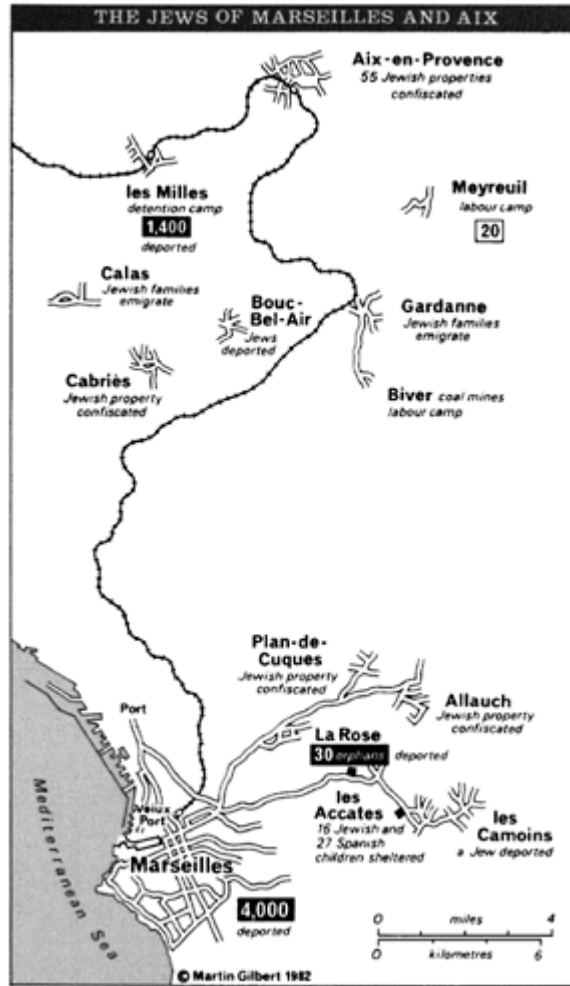 THE JEWS OF MARSEILLES AND AIX
Aix-en-Provence
55 Jewish properties
confiscated
les Milles
detention camp
1,400
deported
Meyreuil
labour camp
20
Calas
Jewish families
emigrate
Bouc-
Bel-Air
Jews
deported
Gardanne
Jewish families
emigrate
Cabriès
Jewish property
confiscated
Biver coal mines
labour camp
Plan-de-
Cuques
Jewish property
confiscated
Allauch
Jewish property
confiscated
Port
La Rose
30 orphans deported
Vieux
Port
les
Accates
16 Jewish and
27 Spanish
children sheltered
les
Camoins
a Jew deported
Marseilles
4,000
deported
Mediterranean Sea
0 miles 4
0 kilometres 6
© Martin Gilbert 1982